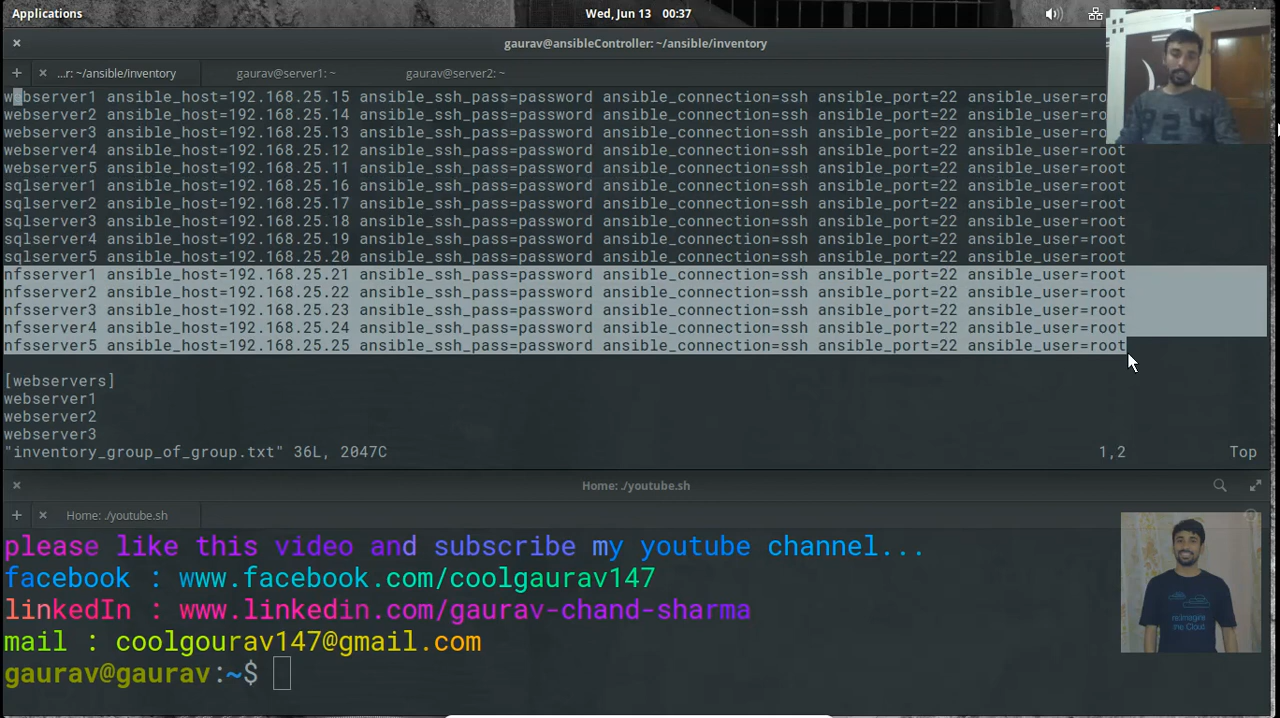 Applications
Wed, Jun 13 00:37
gaurav@ansibleController: ~/ansible/inventory
...r: ~/ansible/inventory
gaurav@server1: ~
gaurav@server2: ~
webserver1 ansible_host=192.168.25.15 ansible_ssh_pass=password ansible_connection=ssh ansible_port=22
webserver2 ansible_host=192.168.25.14 ansible_ssh_pass=password ansible_connection=ssh ansible_port=22
webserver3 ansible_host=192.168.25.13 ansible_ssh_pass=password ansible_connection=ssh ansible_port=22
webserver4 ansible_host=192.168.25.12 ansible_ssh_pass=password ansible_connection=ssh ansible_port=22 ansible_user=root
webserver5 ansible_host=192.168.25.11 ansible_ssh_pass=password ansible_connection=ssh ansible_port=22 ansible_user=root
sqlserver1 ansible_host=192.168.25.16 ansible_ssh_pass=password ansible_connection=ssh ansible_port=22 ansible_user=root
sqlserver2 ansible_host=192.168.25.17 ansible_ssh_pass=password ansible_connection=ssh ansible_port=22 ansible_user=root
sqlserver3 ansible_host=192.168.25.18 ansible_ssh_pass=password ansible_connection=ssh ansible_port=22 ansible_user=root
sqlserver4 ansible_host=192.168.25.19 ansible_ssh_pass=password ansible_connection=ssh ansible_port=22 ansible_user=root
sqlserver5 ansible_host=192.168.25.20 ansible_ssh_pass=password ansible_connection=ssh ansible_port=22 ansible_user=root
nfsserver1 ansible_host=192.168.25.21 ansible_ssh_pass=password ansible_connection=ssh ansible_port=22 ansible_user=root
nfsserver2 ansible_host=192.168.25.22 ansible_ssh_pass=password ansible_connection=ssh ansible_port=22 ansible_user=root
nfsserver3 ansible_host=192.168.25.23 ansible_ssh_pass=password ansible_connection=ssh ansible_port=22 ansible_user=root
nfsserver4 ansible_host=192.168.25.24 ansible_ssh_pass=password ansible_connection=ssh ansible_port=22 ansible_user=root
nfsserver5 ansible_host=192.168.25.25 ansible_ssh_pass=password ansible_connection=ssh ansible_port=22 ansible_user=root
[webservers]
webserver1
webserver2
webserver3
"inventory_group_of_group.txt" 36L, 2047C 1,2 Top
Home: ./youtube.sh
Home: ./youtube.sh
please like this video and subscribe my youtube channel...
facebook : www.facebook.com/coolgaurav147
linkedIn : www.linkedin.com/gaurav-chand-sharma
mail : coolgourav147@gmail.com
gaurav@gaurav:~$